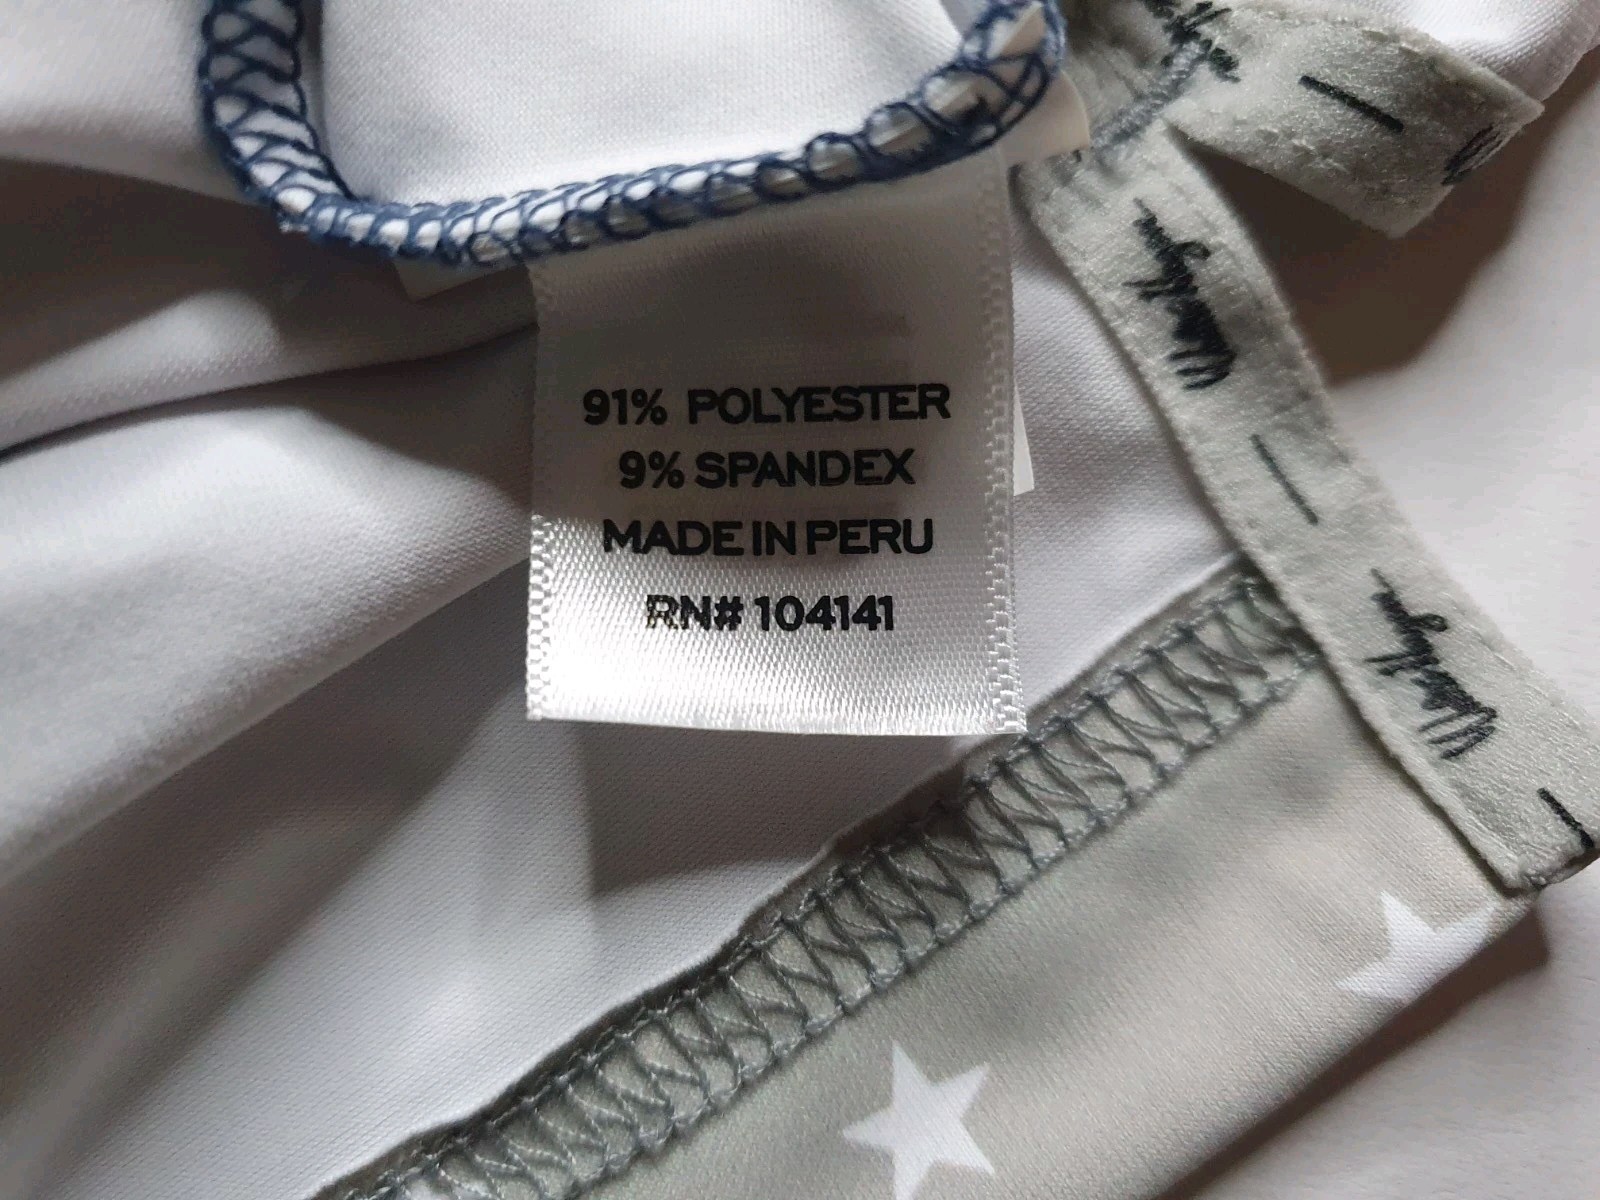 91% POLYESTER
9% SPANDEX
MADE IN PERU
RN# 104141